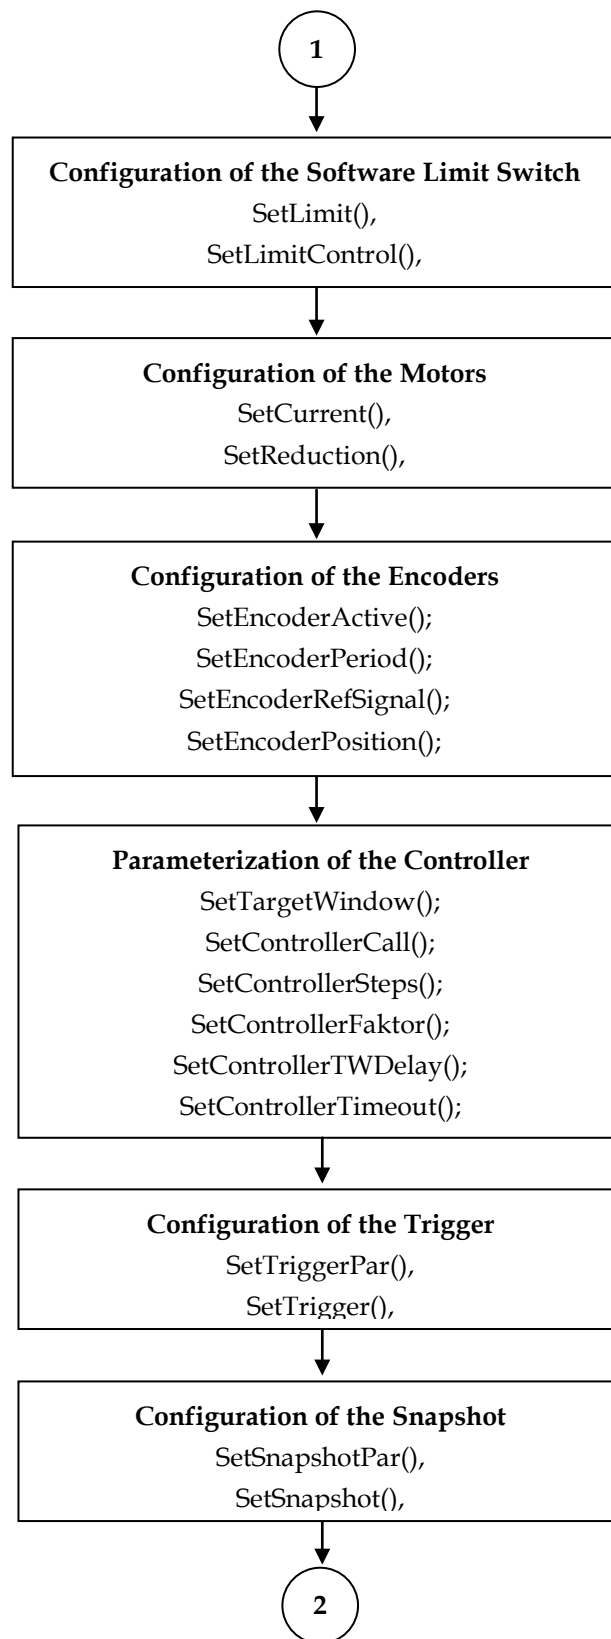 1
Configuration of the Software Limit Switch
SetLimit(),
SetLimitControl(),
Configuration of the Motors
SetCurrent(),
SetReduction(),
Configuration of the Encoders
SetEncoderActive();
SetEncoderPeriod();
SetEncoderRefSignal();
SetEncoderPosition();
Parameterization of the Controller
SetTargetWindow();
SetControllerCall();
SetControllerSteps();
SetControllerFaktor();
SetControllerTWDelay();
SetControllerTimeout();
Configuration of the Trigger
SetTriggerPar(),
SetTrigger(),
Configuration of the Snapshot
SetSnapshotPar(),
SetSnapshot(),
2